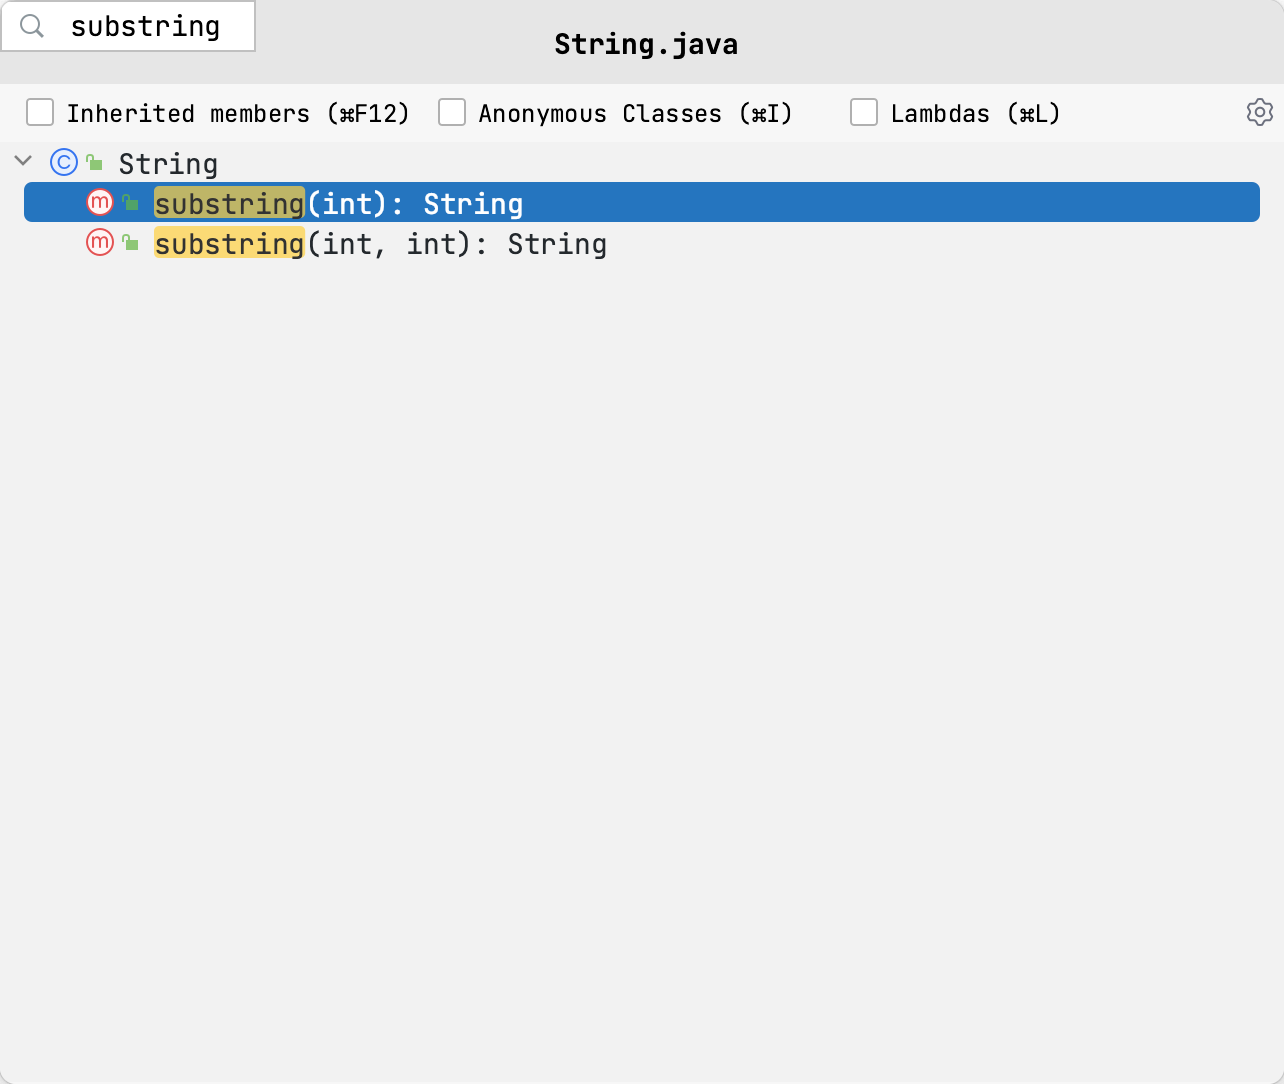 substring
String.java
Inherited members (⌘F12) Anonymous Classes (⌘I) Lambdas (⌘L)
C String
m substring(int): String
m substring(int, int): String